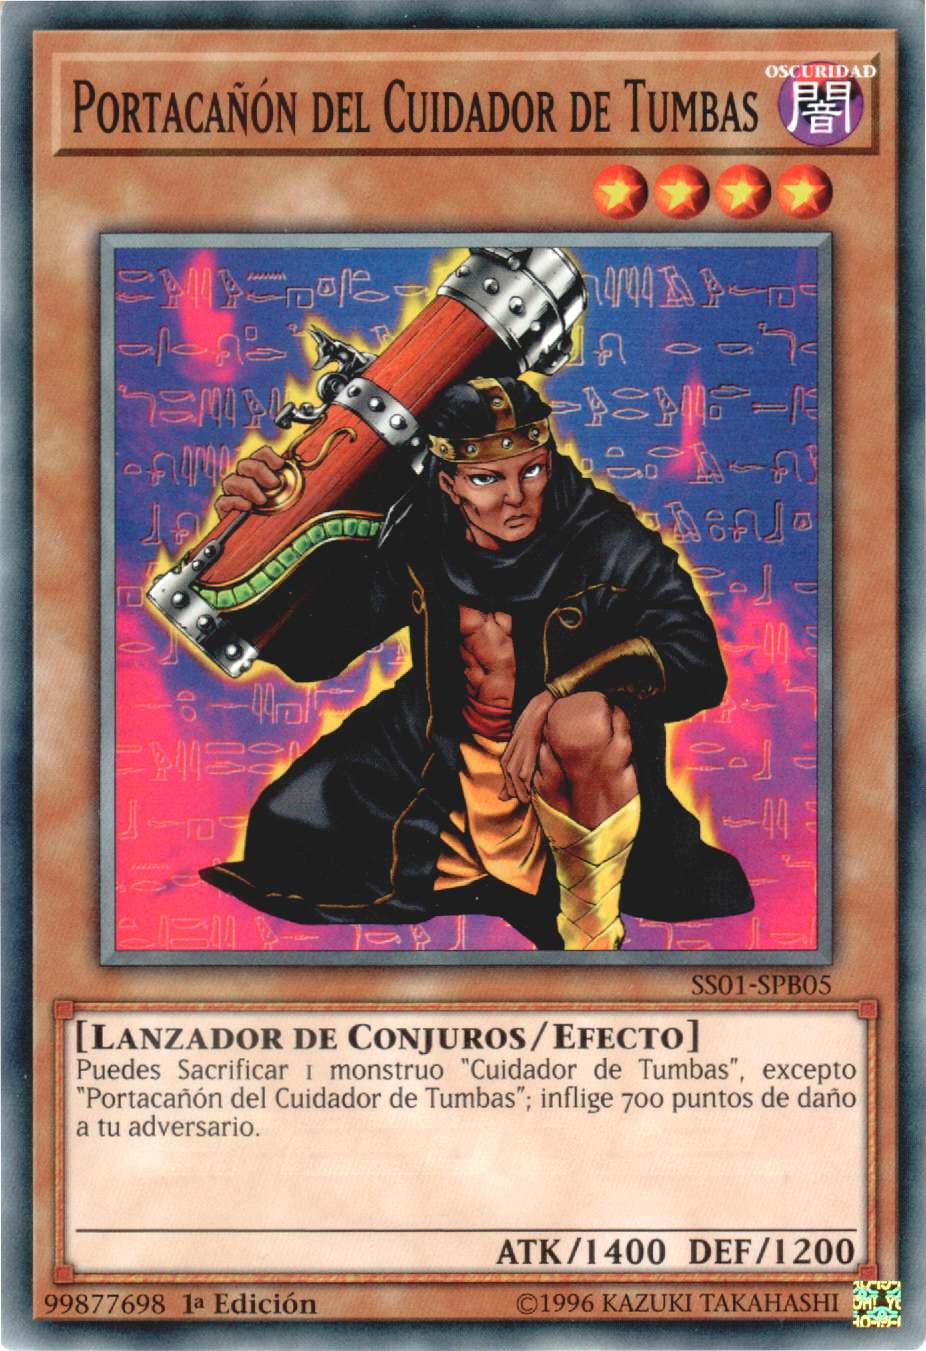 PORTACAÑÓN DEL CUIDADOR DE TUMBAS
OSCURIDAD
闇
SS01-SPB05
[LANZADOR DE CONJUROS/EFECTO]
Puedes Sacrificar 1 monstruo "Cuidador de Tumbas", excepto
"Portacañón del Cuidador de Tumbas"; inflige 700 puntos de daño
a tu adversario.
ATK/1400 DEF/1200
99877698 1ª Edición
©1996 KAZUKI TAKAHASHI